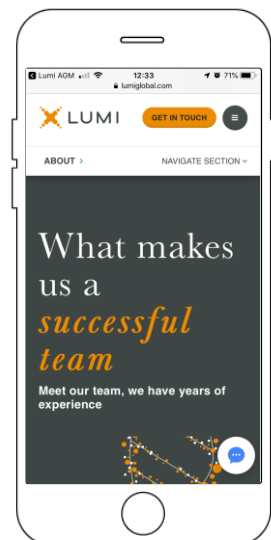 Lumi AGM 12:33 71%
lumiglobal.com
LUMI GET IN TOUCH
ABOUT > NAVIGATE SECTION
What makes
us a
successful
team
Meet our team, we have years of
experience